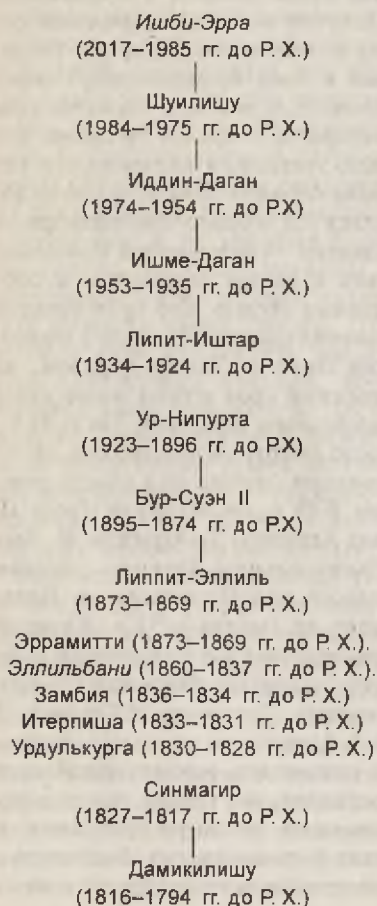 Ишби-Эрра
(2017–1985 гг. до Р. Х.)
Шуилишу
(1984–1975 гг. до Р. Х.)
Иддин-Даган
(1974–1954 гг. до Р.Х)
Ишме-Даган
(1953–1935 гг. до Р. Х.)
Липит-Иштар
(1934–1924 гг. до Р. Х.)
Ур-Нипурта
(1923–1896 гг. до Р.Х)
Бур-Суэн II
(1895–1874 гг. до Р.Х)
Липпит-Эллиль
(1873–1869 гг. до Р. Х.)
Эррамитти (1873–1869 гг. до Р. Х.).
Эллильбани (1860–1837 гг. до Р. Х.).
Замбия (1836–1834 гг. до Р. Х.)
Итерпиша (1833–1831 гг. до Р. Х.)
Урдулькурга (1830–1828 гг. до Р. Х.)
Синмагир
(1827–1817 гг. до Р. Х.)
Дамикилишу
(1816–1794 гг. до Р. Х.)